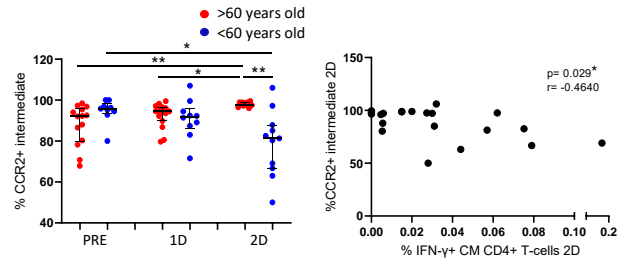 >60 years old
<60 years old
*
**
* **
% CCR2+ intermediate
120
100
80
60
40
PRE 1D 2D
%CCR2+ intermediate 2D
150
100
50
0
p= 0.029*
r= -0.4640
0.00 0.02 0.04 0.06 0.08 0.10 0.1 0.2
% IFN-γ+ CM CD4+ T-cells 2D